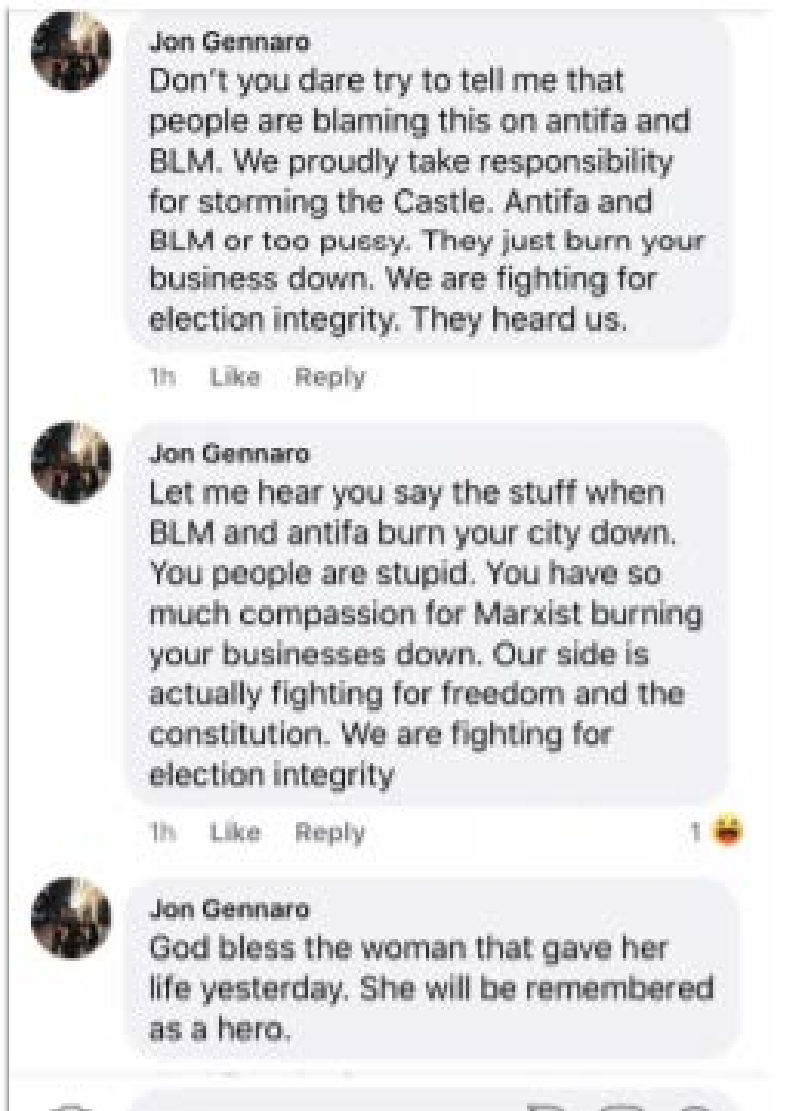 Jon Gennaro
Don't you dare try to tell me that
people are blaming this on antifa and
BLM. We proudly take responsibility
for storming the Castle. Antifa and
BLM or too pussy. They just burn your
business down. We are fighting for
election integrity. They heard us.
1h Like Reply
Jon Gennaro
Let me hear you say the stuff when
BLM and antifa burn your city down.
You people are stupid. You have so
much compassion for Marxist burning
your businesses down. Our side is
actually fighting for freedom and the
constitution. We are fighting for
election integrity
1h Like Reply 1
Jon Gennaro
God bless the woman that gave her
life yesterday. She will be remembered
as a hero.